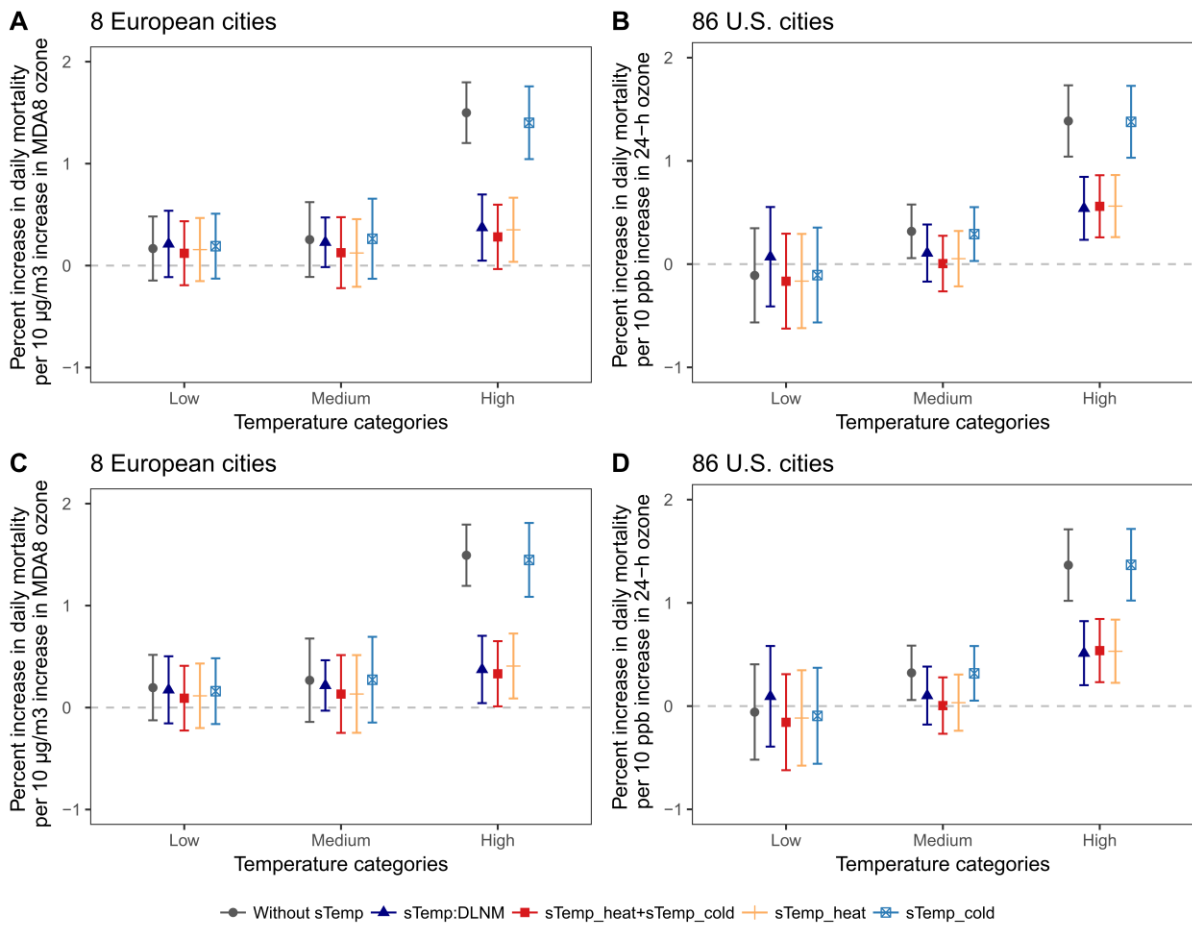 A 8 European cities
Percent increase in daily mortality
per 10 µg/m3 increase in MDA8 ozone
2
1
0
−1
Low Medium High
Temperature categories
B 86 U.S. cities
Percent increase in daily mortality
per 10 ppb increase in 24−h ozone
2
1
0
−1
Low Medium High
Temperature categories
C 8 European cities
Percent increase in daily mortality
per 10 µg/m3 increase in MDA8 ozone
2
1
0
−1
Low Medium High
Temperature categories
D 86 U.S. cities
Percent increase in daily mortality
per 10 ppb increase in 24−h ozone
2
1
0
−1
Low Medium High
Temperature categories
Without sTemp sTemp:DLNM sTemp_heat+sTemp_cold sTemp_heat sTemp_cold